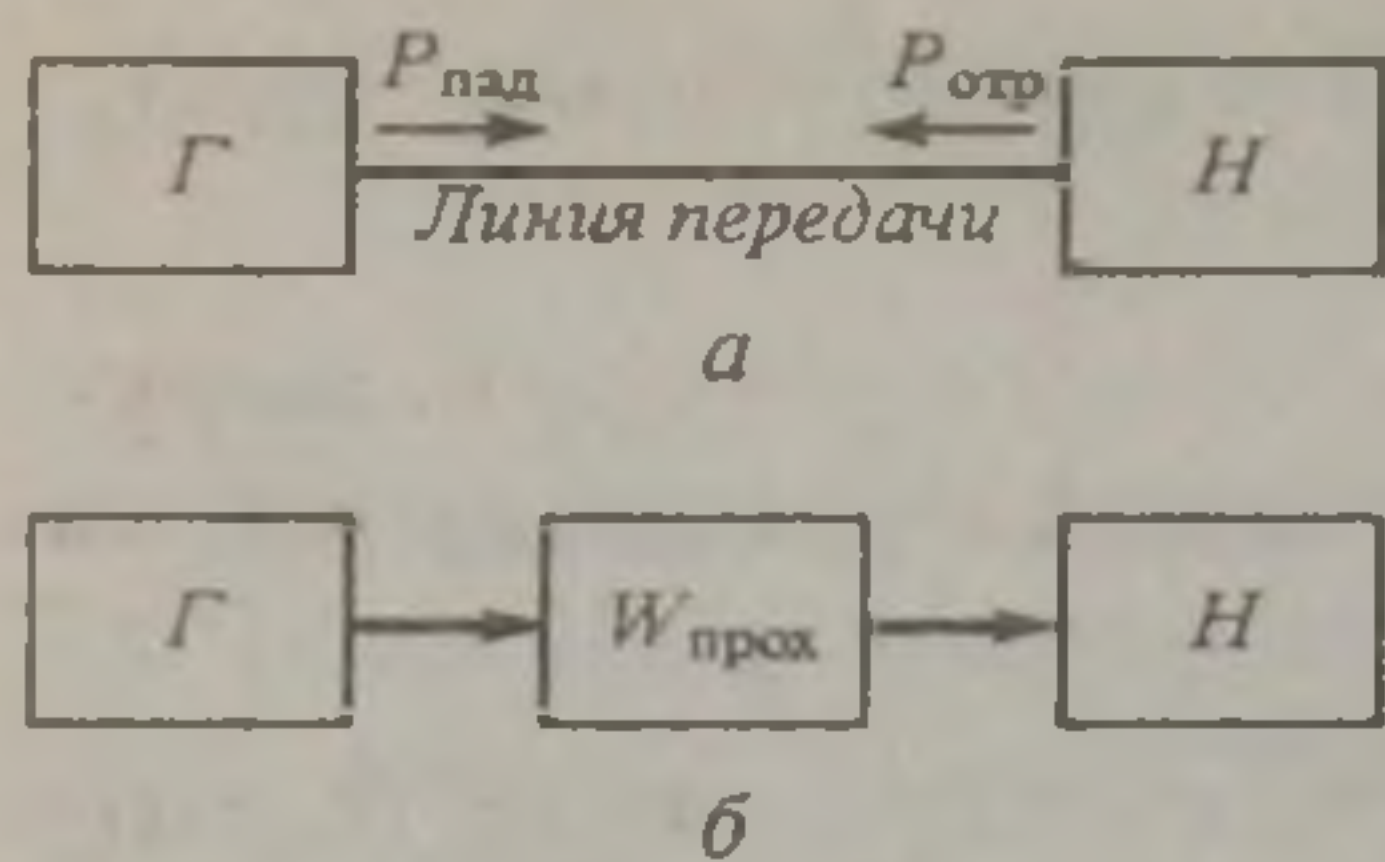 Pпад Pотр
Г Н
Линия передачи
а
Г Wпрох Н
б